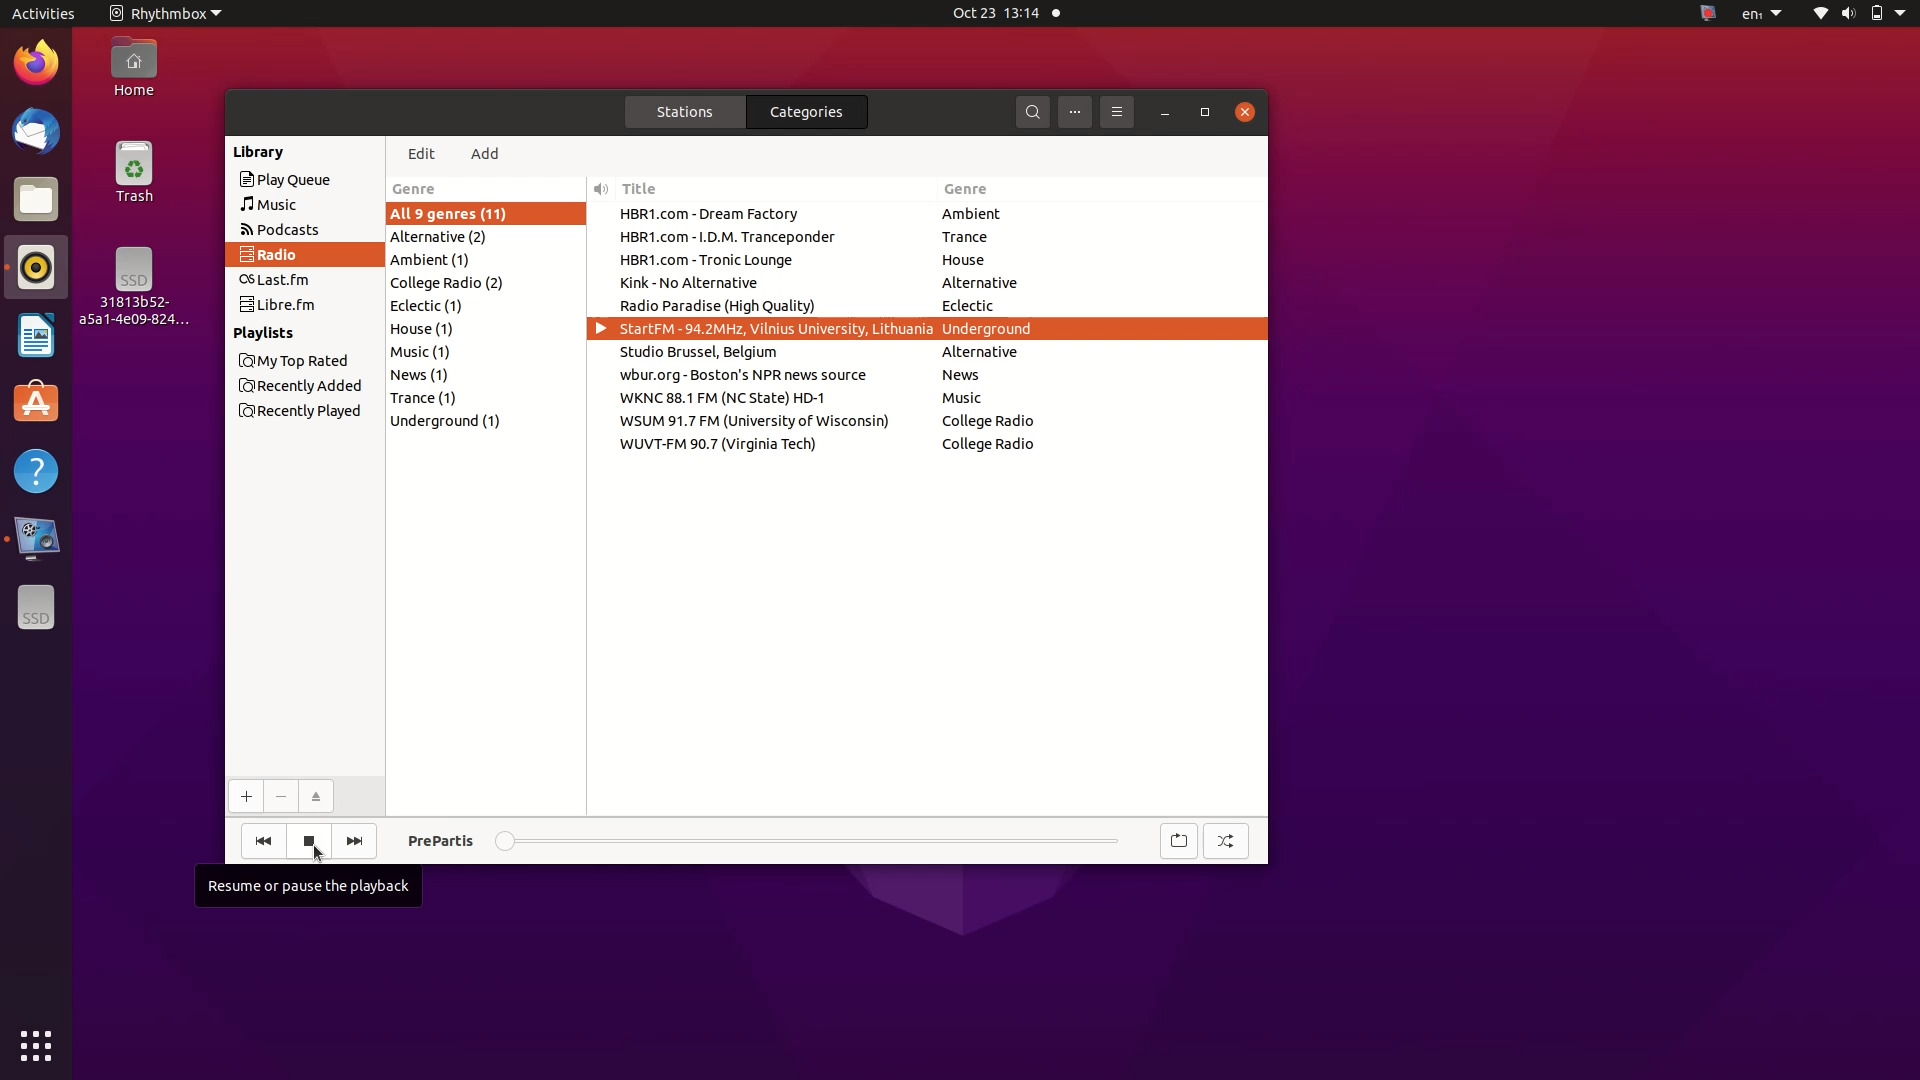 Activities
Rhythmbox
Oct 23 13:14
en₁
Home
Trash
SSD
31813b52-
a5a1-4e09-824...
SSD
Stations
Categories
Library
Play Queue
Music
Podcasts
Radio
Last.fm
Libre.fm
Playlists
My Top Rated
Recently Added
Recently Played
Edit
Add
Genre
All 9 genres (11)
Alternative (2)
Ambient (1)
College Radio (2)
Eclectic (1)
House (1)
Music (1)
News (1)
Trance (1)
Underground (1)
Title Genre
HBR1.com - Dream Factory Ambient
HBR1.com - I.D.M. Tranceponder Trance
HBR1.com - Tronic Lounge House
Kink - No Alternative Alternative
Radio Paradise (High Quality) Eclectic
StartFM - 94.2MHz, Vilnius University, Lithuania Underground
Studio Brussel, Belgium Alternative
wbur.org - Boston's NPR news source News
WKNC 88.1 FM (NC State) HD-1 Music
WSUM 91.7 FM (University of Wisconsin) College Radio
WUVT-FM 90.7 (Virginia Tech) College Radio
PrePartis
Resume or pause the playback